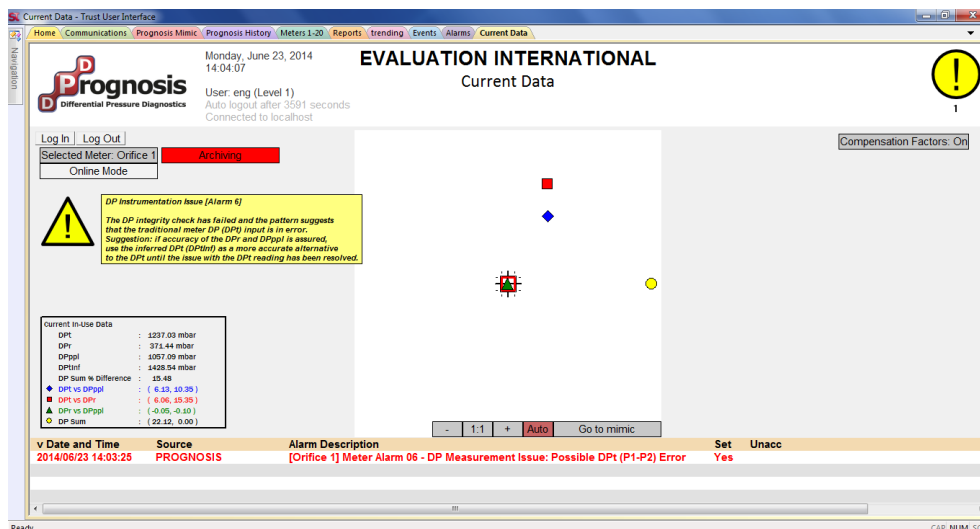 Current Data - Trust User Interface
Home Communications Prognosis Mimic Prognosis History Meters 1-20 Reports trending Events Alarms Current Data
Navigation
Prognosis
D D Differential Pressure Diagnostics
Monday, June 23, 2014
14:04:07
User: eng (Level 1)
Auto logout after 3591 seconds
Connected to localhost
EVALUATION INTERNATIONAL
Current Data
!
1
Log In Log Out
Selected Meter: Orifice 1 Archiving
Online Mode
Compensation Factors: On
!
DP Instrumentation Issue [Alarm 6]
The DP integrity check has failed and the pattern suggests
that the traditional meter DP (DPt) input is in error.
Suggestion: if accuracy of the DPr and DPppl is assured,
use the inferred DPt (DPtInf) as a more accurate alternative
to the DPt until the issue with the DPt reading has been resolved.
Current In-Use Data
DPt : 1237.03 mbar
DPr : 371.44 mbar
DPppl : 1057.09 mbar
DPtInf : 1428.54 mbar
DP Sum % Difference : 15.48
DPt vs DPppl : ( 6.13, 10.35 )
DPt vs DPr : ( 6.06, 15.35 )
DPr vs DPppl : ( -0.05, -0.10 )
DP Sum : ( 22.12, 0.00 )
- 1:1 + Auto Go to mimic
v Date and Time Source Alarm Description Set Unacc
2014/06/23 14:03:25 PROGNOSIS [Orifice 1] Meter Alarm 06 - DP Measurement Issue: Possible DPt (P1-P2) Error Yes
Ready CAP NUM